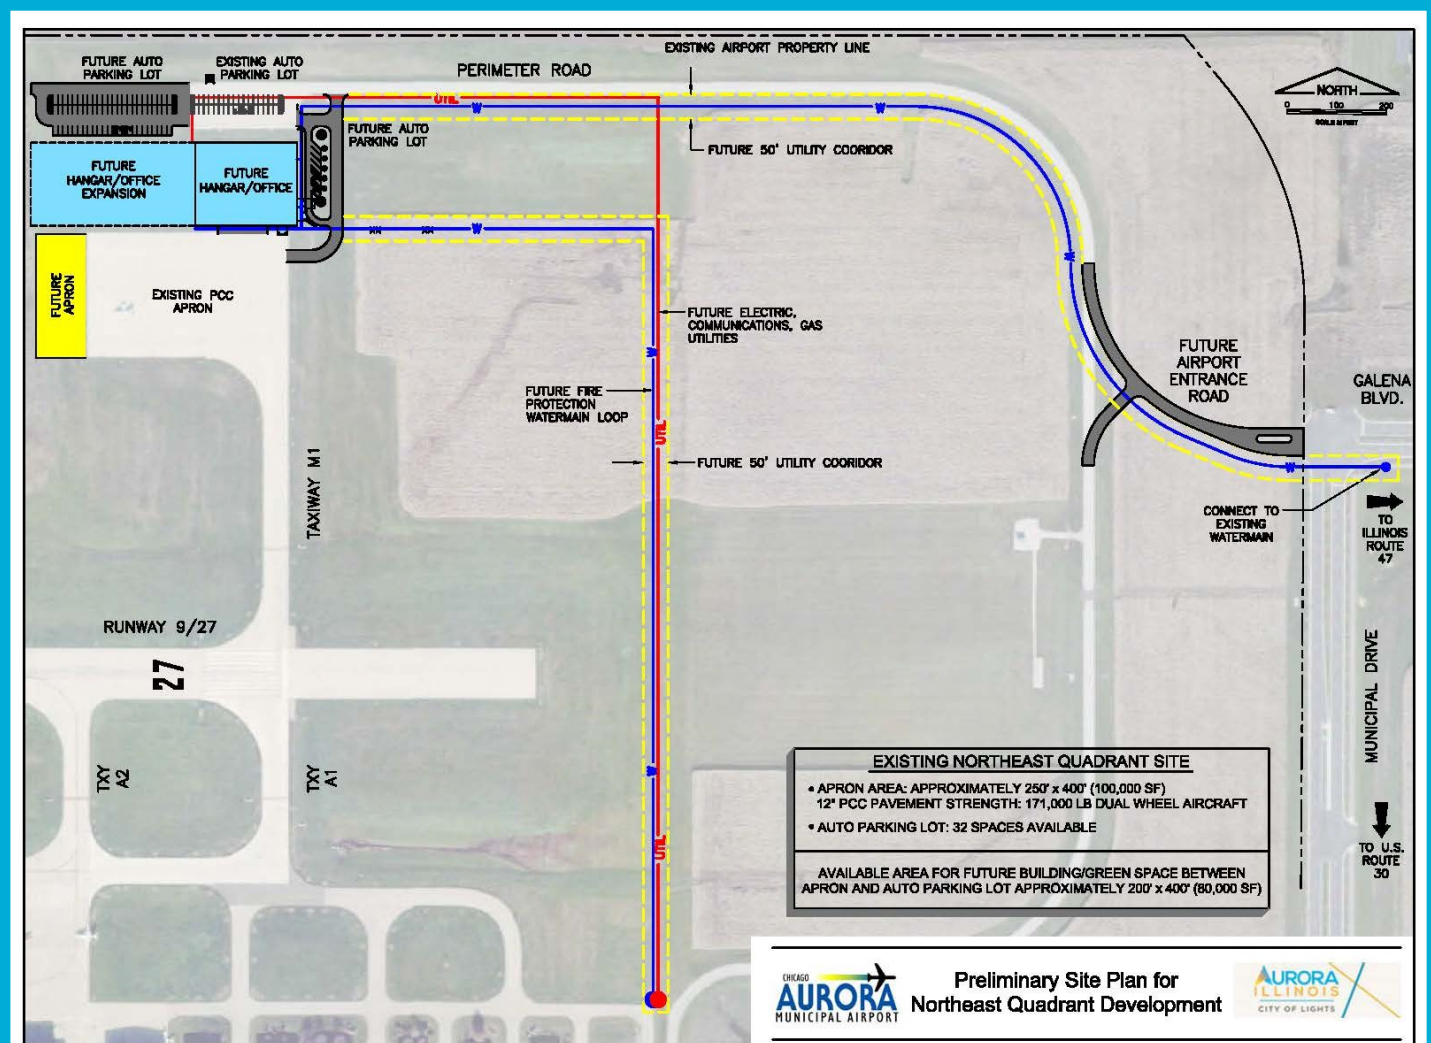 EXISTING AIRPORT PROPERTY LINE
FUTURE AUTO
PARKING LOT
EXISTING AUTO
PARKING LOT
PERIMETER ROAD
NORTH
0 100 200
SCALE IN FEET
UTIL
W
W
FUTURE AUTO
PARKING LOT
FUTURE 50' UTILITY COORIDOR
FUTURE
HANGAR/OFFICE
EXPANSION
FUTURE
HANGAR/OFFICE
W
W
FUTURE
APRON
EXISTING PCC
APRON
FUTURE ELECTRIC,
COMMUNICATIONS, GAS
UTILITIES
W
FUTURE
AIRPORT
ENTRANCE
ROAD
GALENA
BLVD.
FUTURE FIRE
PROTECTION
WATERMAIN LOOP
UTIL
FUTURE 50' UTILITY COORIDOR
W
TAXIWAY M1
CONNECT TO
EXISTING
WATERMAIN
TO
ILLINOIS
ROUTE
47
RUNWAY 9/27
27
MUNICIPAL DRIVE
TXY
A2
TXY
A1
W
UTIL
EXISTING NORTHEAST QUADRANT SITE
• APRON AREA: APPROXIMATELY 250' x 400' (100,000 SF)
12" PCC PAVEMENT STRENGTH: 171,000 LB DUAL WHEEL AIRCRAFT
• AUTO PARKING LOT: 32 SPACES AVAILABLE
AVAILABLE AREA FOR FUTURE BUILDING/GREEN SPACE BETWEEN
APRON AND AUTO PARKING LOT APPROXIMATELY 200' x 400' (80,000 SF)
TO U.S.
ROUTE
30
CHICAGO
AURORA
MUNICIPAL AIRPORT
Preliminary Site Plan for
Northeast Quadrant Development
AURORA
ILLINOIS
CITY OF LIGHTS